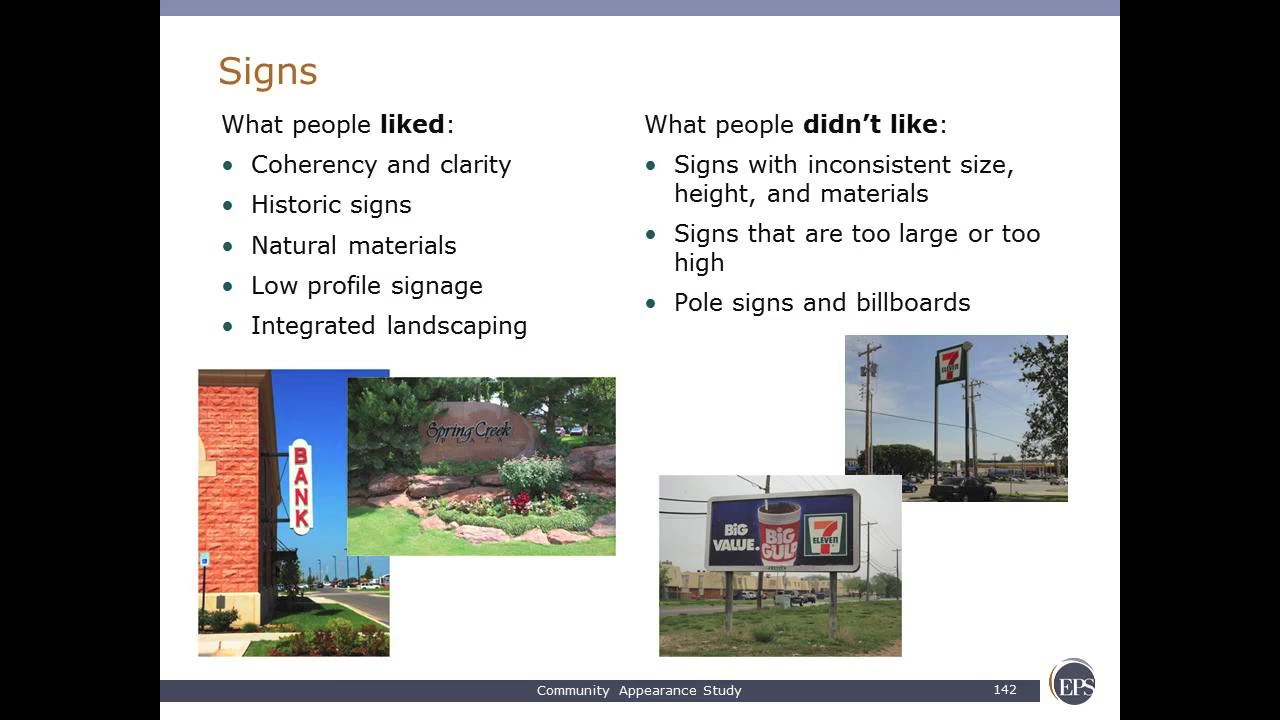 Signs
What people liked:
• Coherency and clarity
• Historic signs
• Natural materials
• Low profile signage
• Integrated landscaping
What people didn’t like:
• Signs with inconsistent size,
height, and materials
• Signs that are too large or too
high
• Pole signs and billboards
BANK
Spring Creek
PLAZA
7
ELEVEN
BIG
VALUE.
BIG
GULP
7
ELEVEN
Community Appearance Study
142
EPS